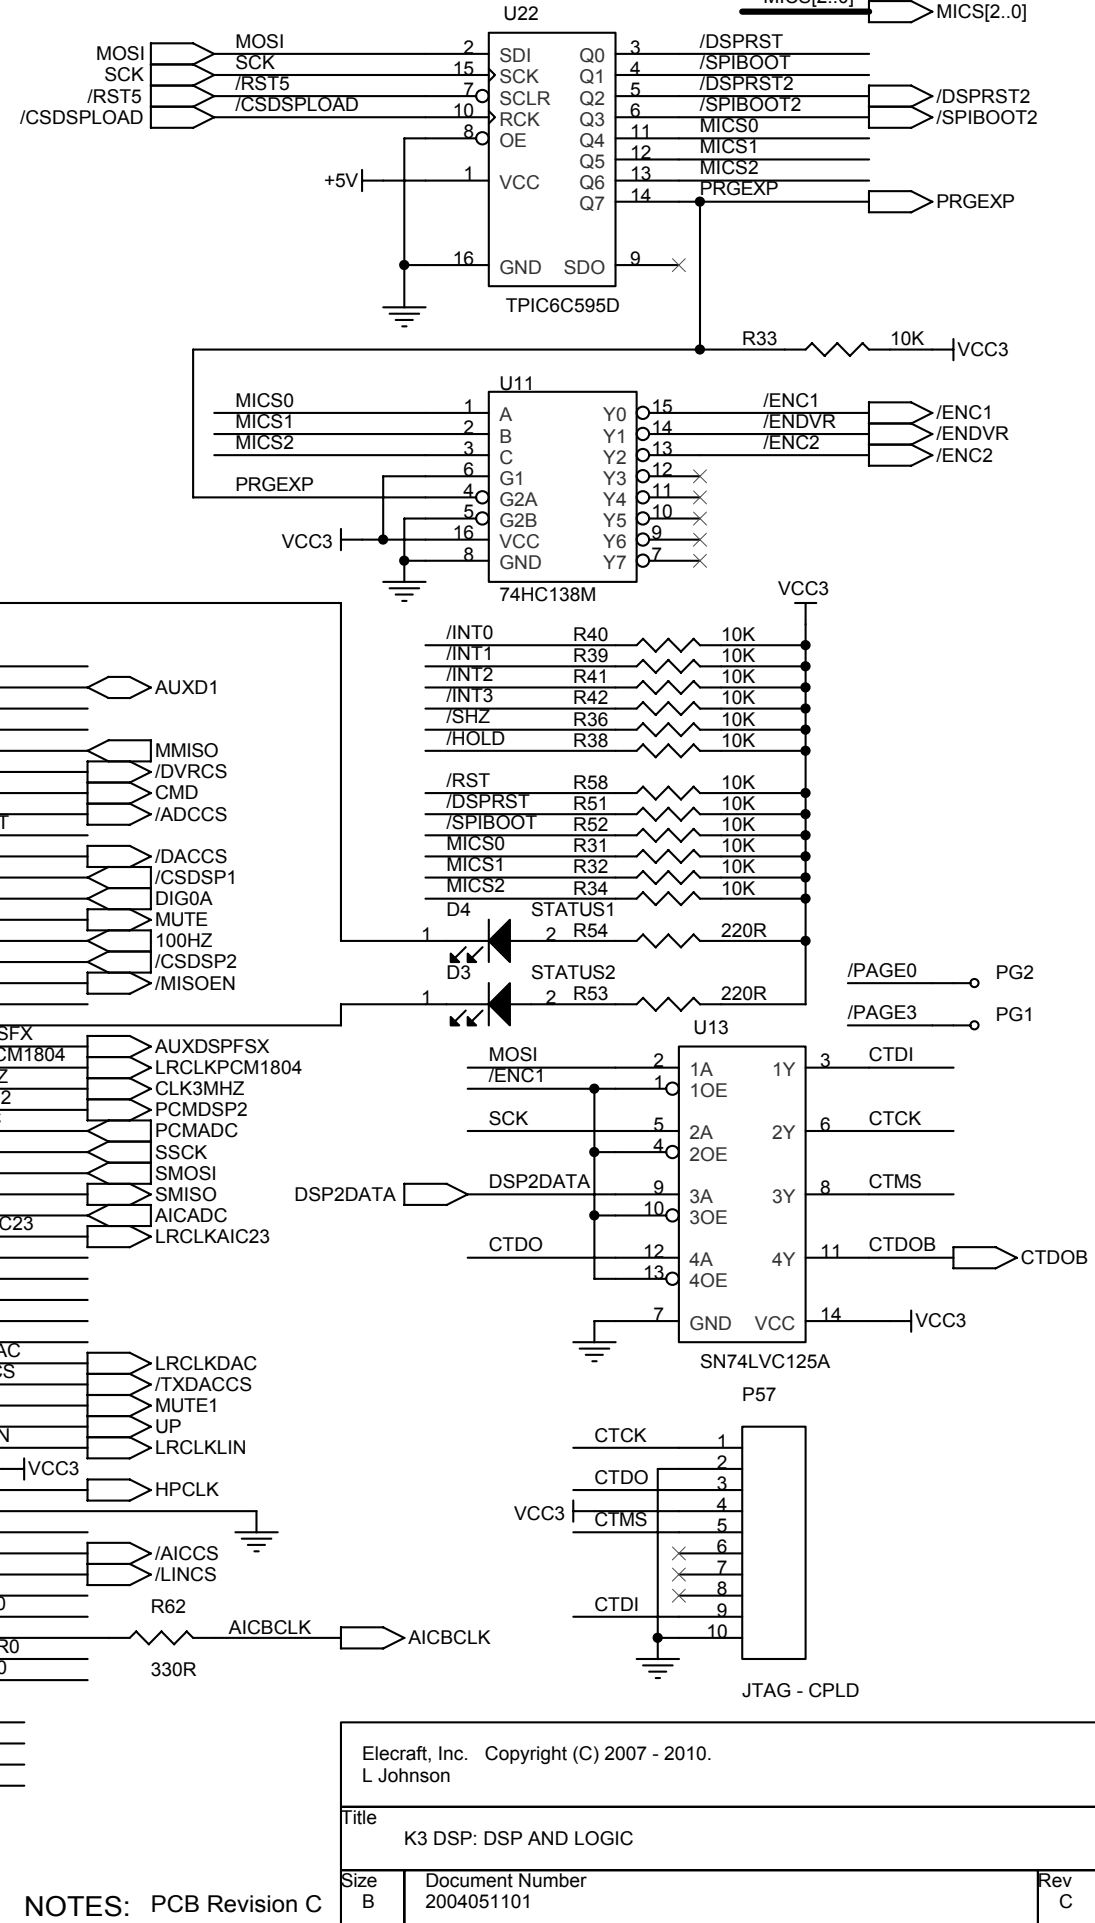 MICS[2..0]
MICS[2..0]
U22
MOSI MOSI 2 SDI Q0 3 /DSPRST
SCK SCK 15 SCK Q1 4 /SPIBOOT
/RST5 /RST5 7 SCLR Q2 5 /DSPRST2 /DSPRST2
/CSDSPLOAD /CSDSPLOAD 10 RCK Q3 6 /SPIBOOT2 /SPIBOOT2
8 OE Q4 11 MICS0
Q5 12 MICS1
+5V 1 VCC Q6 13 MICS2
Q7 14 PRGEXP PRGEXP
16 GND SDO 9
TPIC6C595D
R33 10K VCC3
U11
MICS0 1 A Y0 15 /ENC1 /ENC1
MICS1 2 B Y1 14 /ENDVR /ENDVR
MICS2 3 C Y2 13 /ENC2 /ENC2
6 G1 Y3 12
PRGEXP 4 G2A Y4 11
5 G2B Y5 10
VCC3 16 VCC Y6 9
8 GND Y7 7
74HC138M
VCC3
/INT0 R40 10K
/INT1 R39 10K
/INT2 R41 10K
/INT3 R42 10K
/SHZ R36 10K
/HOLD R38 10K
/RST R58 10K
/DSPRST R51 10K
/SPIBOOT R52 10K
MICS0 R31 10K
MICS1 R32 10K
MICS2 R34 10K
D4 STATUS1
1 2 R54 220R
D3 STATUS2
1 2 R53 220R
/PAGE0 PG2
/PAGE3 PG1
AUXD1
MMISO
/DVRCS
CMD
/ADCCS
T
/DACCS
/CSDSP1
DIG0A
MUTE
100HZ
/CSDSP2
/MISOEN
SFX AUXDSPFSX
CM1804 LRCLKPCM1804
Z CLK3MHZ
2 PCMDSP2
PCMADC
SSCK
SMOSI
SMISO
AICADC
C23 LRCLKAIC23
AC LRCLKDAC
CS /TXDACCS
MUTE1
UP
N LRCLKLIN
VCC3
HPCLK
/AICCS
/LINCS
0
R62
AICBCLK AICBCLK
R0
0 330R
U13
MOSI 2 1A 1Y 3 CTDI
/ENC1 1 1OE
SCK 5 2A 2Y 6 CTCK
4 2OE
DSP2DATA DSP2DATA 9 3A 3Y 8 CTMS
10 3OE
CTDO 12 4A 4Y 11 CTDOB CTDOB
13 4OE
7 GND VCC 14 VCC3
SN74LVC125A
P57
CTCK 1
2
CTDO 3
VCC3 4
CTMS 5
6
7
8
CTDI 9
10
JTAG - CPLD
Elecraft, Inc. Copyright (C) 2007 - 2010.
L Johnson
Title
K3 DSP: DSP AND LOGIC
Size Document Number Rev
B 2004051101 C
NOTES: PCB Revision C